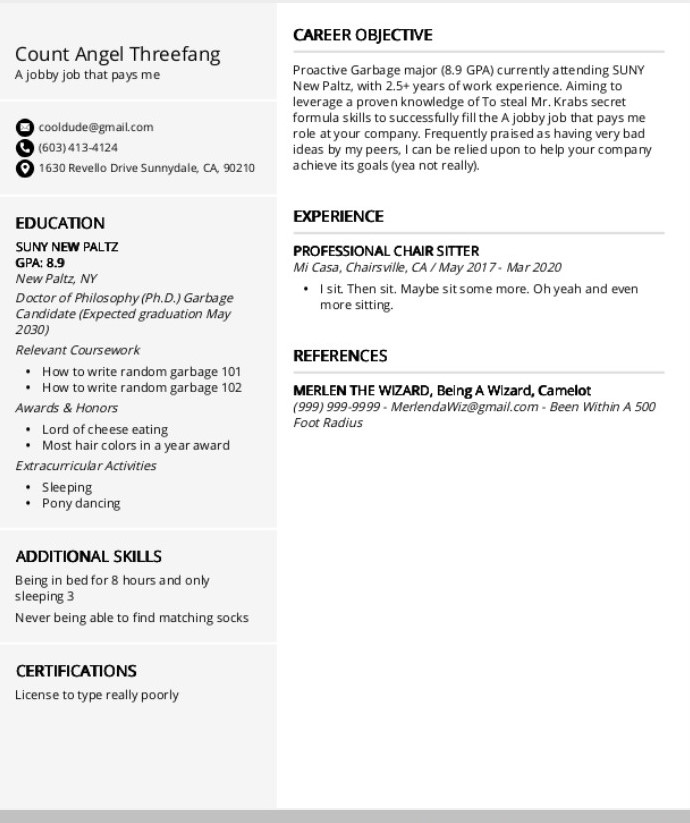 Count Angel Threefang
A jobby job that pays me
cooldude@gmail.com
(603) 413-4124
1630 Revello Drive Sunnydale, CA, 90210
EDUCATION
SUNY NEW PALTZ
GPA: 8.9
New Paltz, NY
Doctor of Philosophy (Ph.D.) Garbage
Candidate (Expected graduation May
2030)
Relevant Coursework
• How to write random garbage 101
• How to write random garbage 102
Awards & Honors
• Lord of cheese eating
• Most hair colors in a year award
Extracurricular Activities
• Sleeping
• Pony dancing
ADDITIONAL SKILLS
Being in bed for 8 hours and only
sleeping 3
Never being able to find matching socks
CERTIFICATIONS
License to type really poorly
CAREER OBJECTIVE
Proactive Garbage major (8.9 GPA) currently attending SUNY
New Paltz, with 2.5+ years of work experience. Aiming to
leverage a proven knowledge of To steal Mr. Krabs secret
formula skills to successfully fill the A jobby job that pays me
role at your company. Frequently praised as having very bad
ideas by my peers, I can be relied upon to help your company
achieve its goals (yea not really).
EXPERIENCE
PROFESSIONAL CHAIR SITTER
Mi Casa, Chairsville, CA / May 2017 - Mar 2020
• I sit. Then sit. Maybe sit some more. Oh yeah and even
more sitting.
REFERENCES
MERLEN THE WIZARD, Being A Wizard, Camelot
(999) 999-9999 - MerlendaWiz@gmail.com - Been Within A 500
Foot Radius